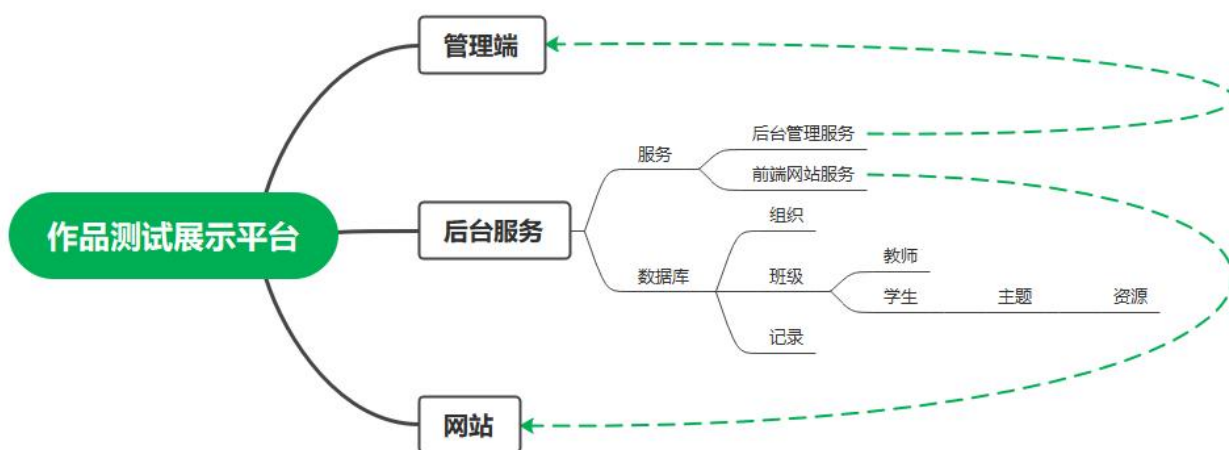 管理端
后台管理服务
服务
前端网站服务
组织
作品测试展示平台
后台服务
教师
数据库
班级
学生
主题
资源
记录
网站